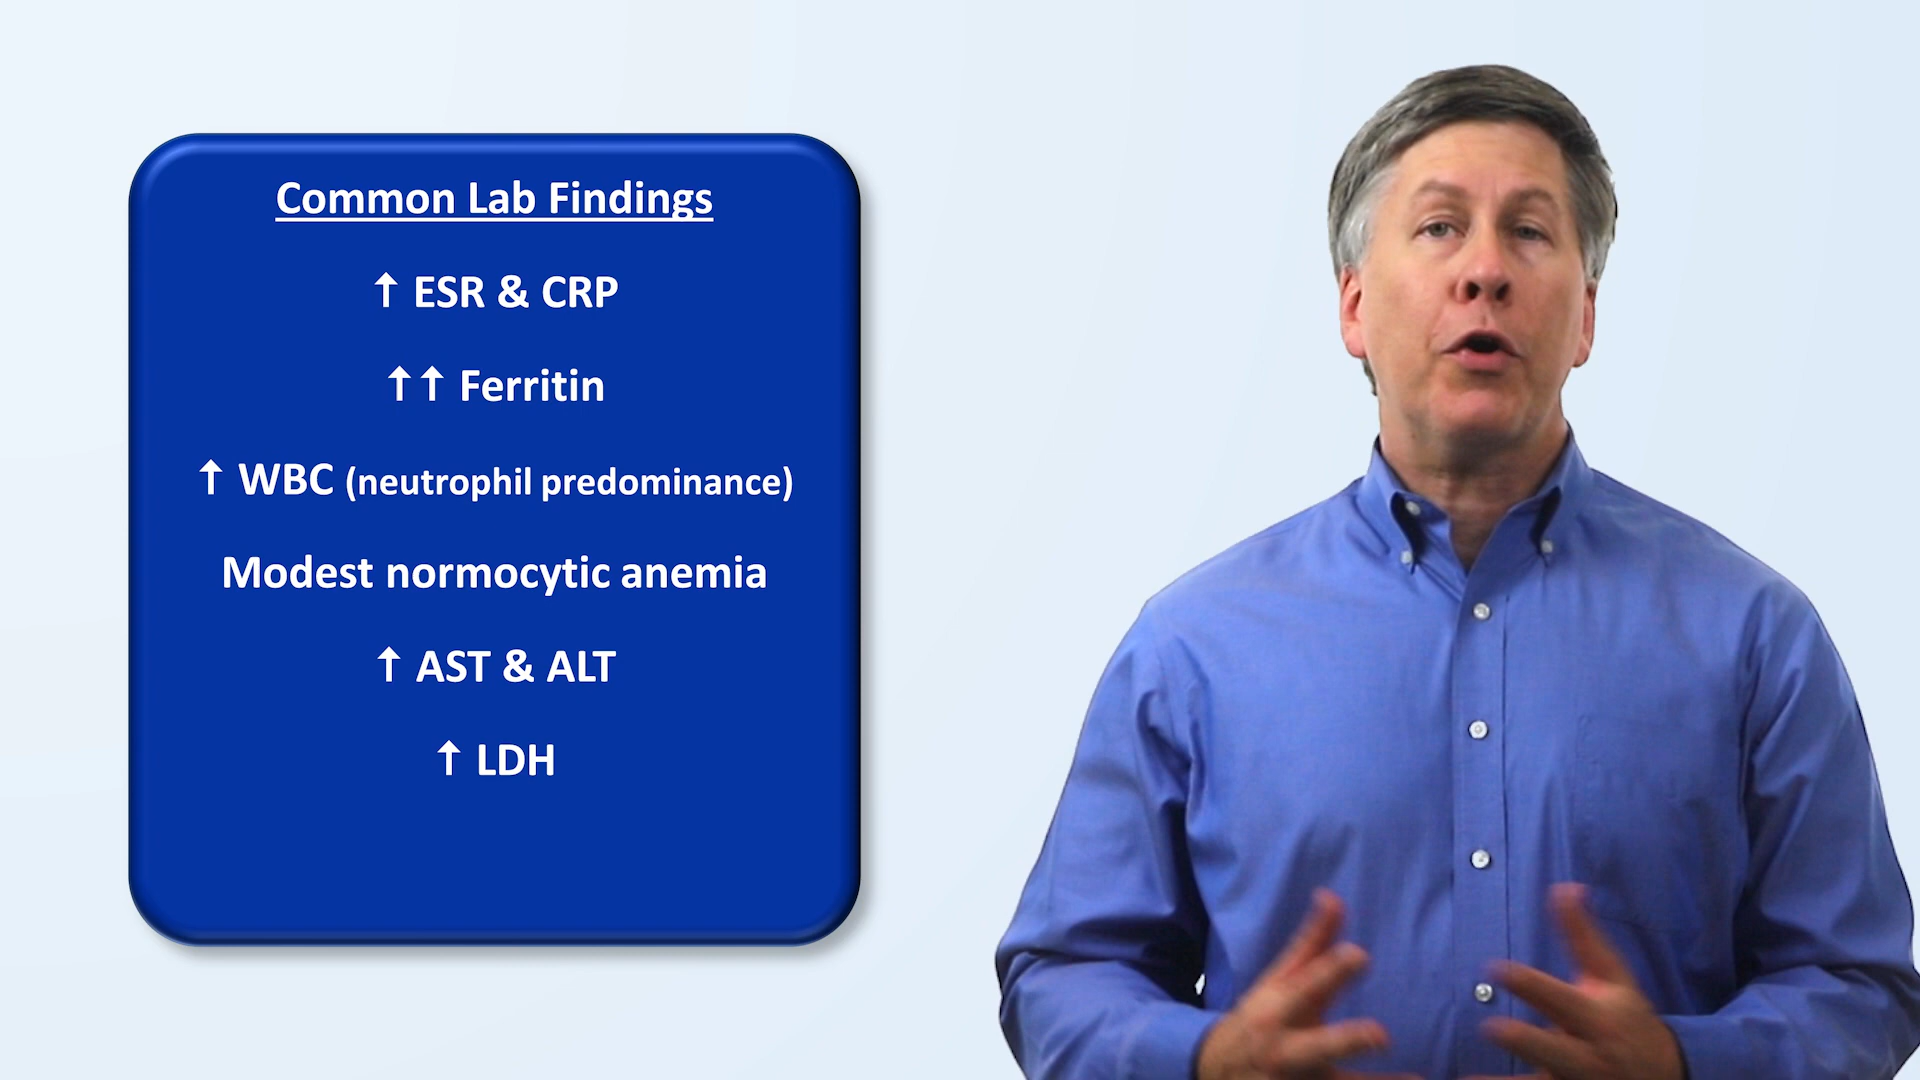 Common Lab Findings
↑ ESR & CRP
↑↑ Ferritin
↑ WBC (neutrophil predominance)
Modest normocytic anemia
↑ AST & ALT
↑ LDH